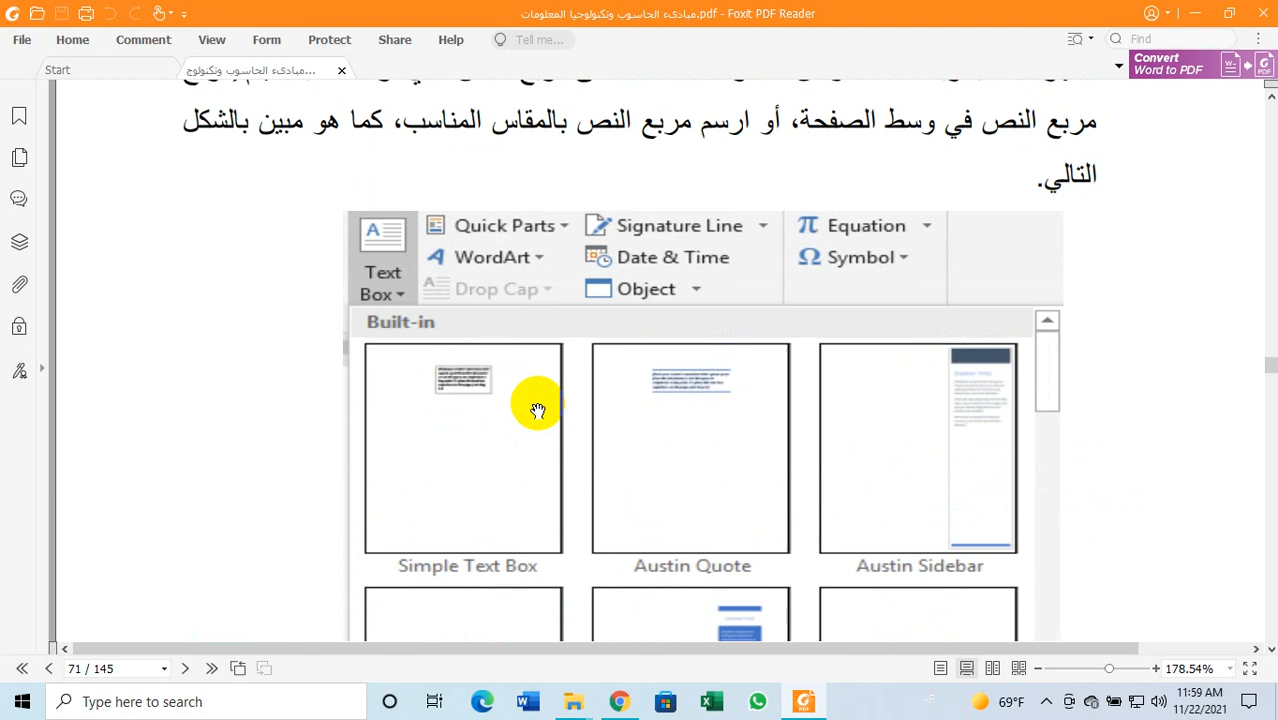 مبادىء الحاسوب وتكنولوجيا المعلومات.pdf - Foxit PDF Reader
File Home Comment View Form Protect Share Help Tell me... Find
Start
مبادىء الحاسوب وتكنولوج...
Convert
Word to PDF
مربع النص في وسط الصفحة، أو ارسم مربع النص بالمقاس المناسب، كما هو مبين بالشكل
التالي.
Text
Box
Quick Parts
Signature Line
Equation
WordArt
Date & Time
Symbol
Drop Cap
Object
Built-in
Simple Text Box
Austin Quote
Austin Sidebar
71 / 145
178.54%
Type here to search
69°F
11:59 AM
11/22/2021